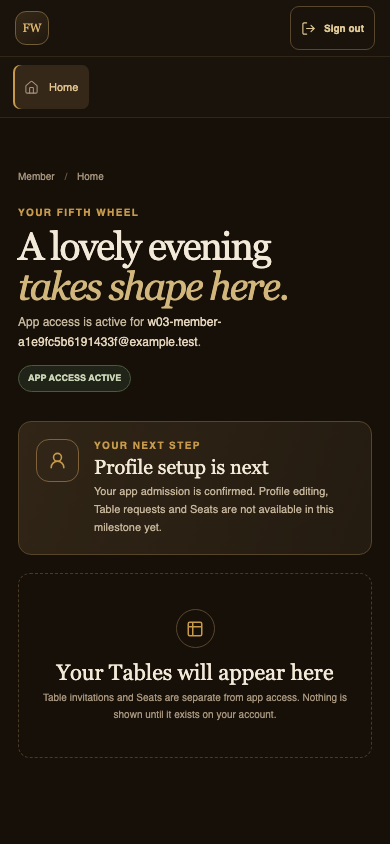 FW
Sign out
Home
Member / Home
YOUR FIFTH WHEEL
A lovely evening
takes shape here.
App access is active for w03-member-
a1e9fc5b6191433f@example.test.
APP ACCESS ACTIVE
YOUR NEXT STEP
Profile setup is next
Your app admission is confirmed. Profile editing,
Table requests and Seats are not available in this
milestone yet.
Your Tables will appear here
Table invitations and Seats are separate from app access. Nothing is
shown until it exists on your account.